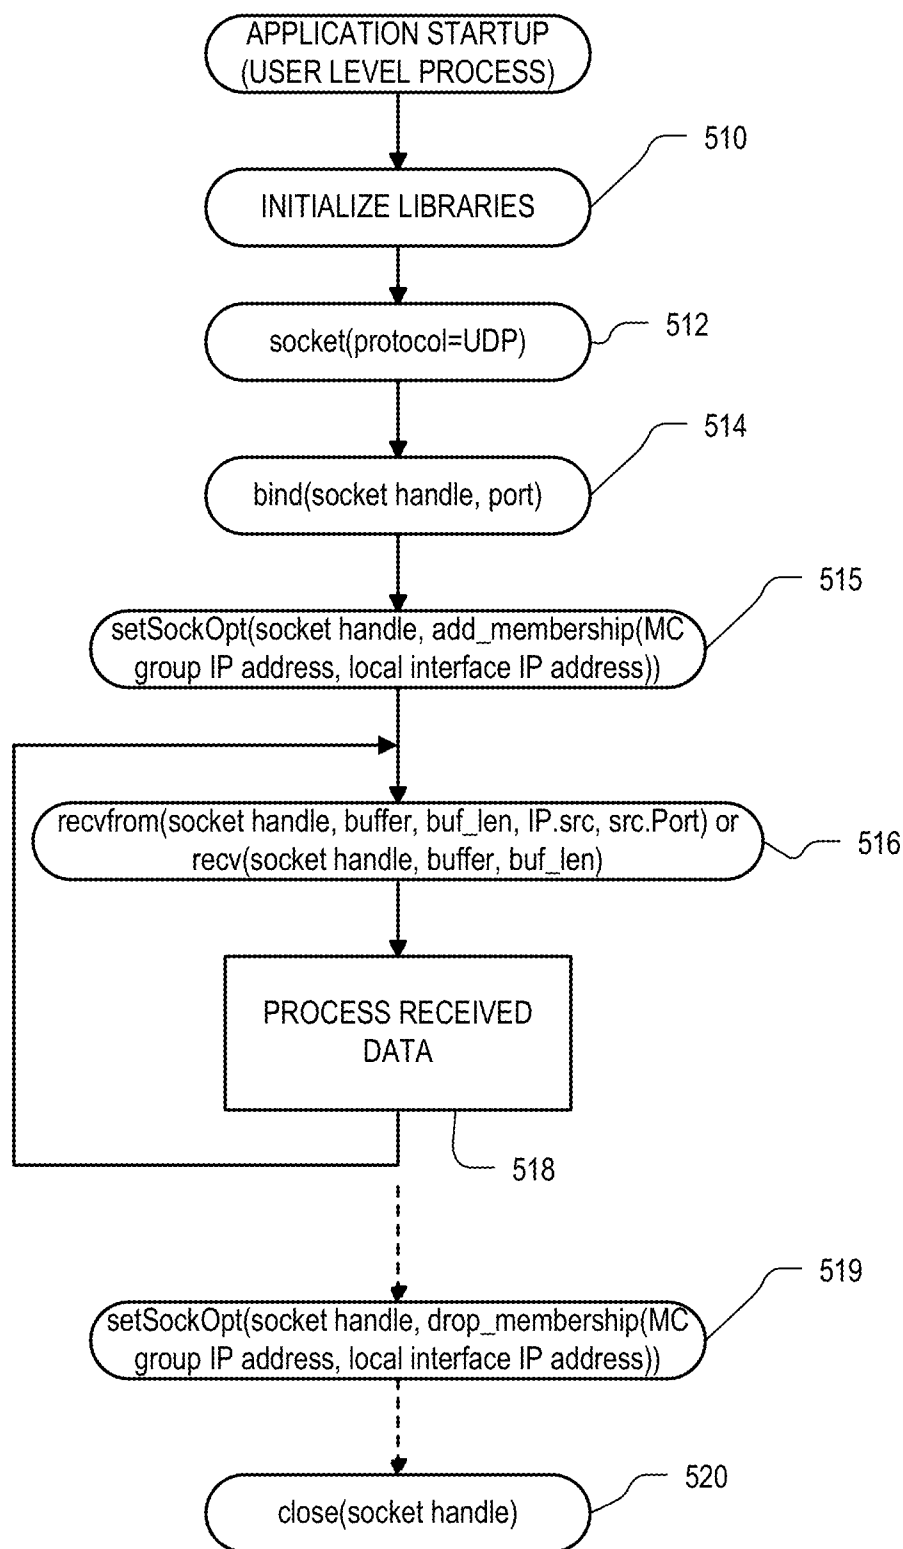 APPLICATION STARTUP
(USER LEVEL PROCESS)
510
INITIALIZE LIBRARIES
512
socket(protocol=UDP)
514
bind(socket handle, port)
515
setSockOpt(socket handle, add_membership(MC
group IP address, local interface IP address))
recvfrom(socket handle, buffer, buf_len, IP.src, src.Port) or
recv(socket handle, buffer, buf_len)
516
PROCESS RECEIVED
DATA
518
519
setSockOpt(socket handle, drop_membership(MC
group IP address, local interface IP address))
520
close(socket handle)